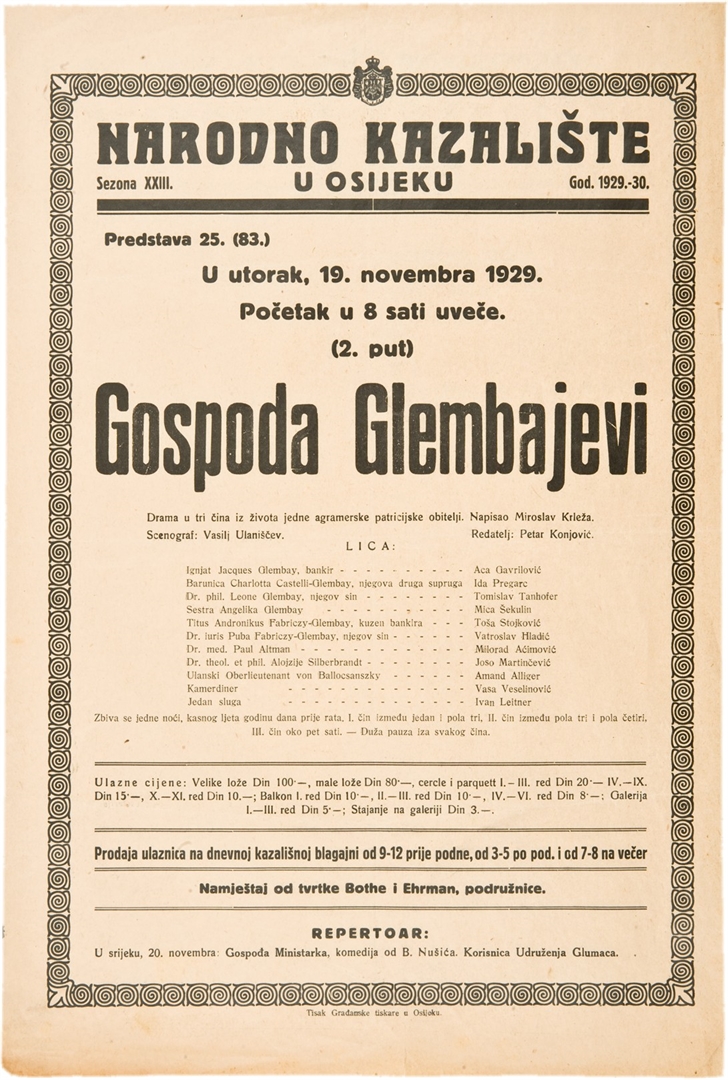 NARODNO KAZALIŠTE
Sezona XXIII. U OSIJEKU God. 1929.-30.
Predstava 25. (83.)
U utorak, 19. novembra 1929.
Početak u 8 sati uveče.
(2. put)
Gospoda Glembajevi
Drama u tri čina iz života jedne agramerske patricijske obitelji. Napisao Miroslav Krleža.
Scenograf: Vasilj Ulaniščev. Redatelj: Petar Konjović.
LICA:
Ignjat Jacques Glembay, bankir - - - - - - - - - - Aca Gavrilović
Barunica Charlotta Castelli-Glembay, njegova druga supruga Ida Pregarc
Dr. phil. Leone Glembay, njegov sin - - - - - - - - Tomislav Tanhofer
Sestra Angelika Glembay - - - - - - - - - - - Mica Šekulin
Titus Andronikus Fabriczy-Glembay, kuzen bankira - - - Toša Stojković
Dr. iuris Puba Fabriczy-Glembay, njegov sin - - - - - - Vatroslav Hladić
Dr. med. Paul Altman - - - - - - - - - - - - - Milorad Aćimović
Dr. theol. et phil. Alojzije Silberbrandt - - - - - - - - Joso Martinčević
Ulanski Oberlieutenant von Ballocsanszky - - - - - - - Amand Alliger
Kamerdiner - - - - - - - - - - - - - - Vasa Veselinović
Jedan sluga - - - - - - - - - - - - - - Ivan Leitner
Zbiva se jedne noći, kasnog ljeta godinu dana prije rata. I. čin između jedan i pola tri, II. čin između pola tri i pola četiri,
III. čin oko pet sati. — Duža pauza iza svakog čina.
Ulazne cijene: Velike lože Din 100·—, male lože Din 80·—, cercle i parquett I.—III. red Din 20·— IV.—IX.
Din 15·—, X.—XI. red Din 10.—; Balkon I. red Din 10·—, II.—III. red Din 10·—, IV.—VI. red Din 8·—; Galerija
I.—III. red Din 5·—; Stajanje na galeriji Din 3.—.
Prodaja ulaznica na dnevnoj kazališnoj blagajni od 9-12 prije podne, od 3-5 po pod. i od 7-8 na večer
Namještaj od tvrtke Bothe i Ehrman, podružnice.
REPERTOAR:
U srijeku, 20. novembra: Gospođa Ministarka, komedija od B. Nušića. Korisnica Udruženja Glumaca.
Tisak Građanske tiskare u Osijeku.